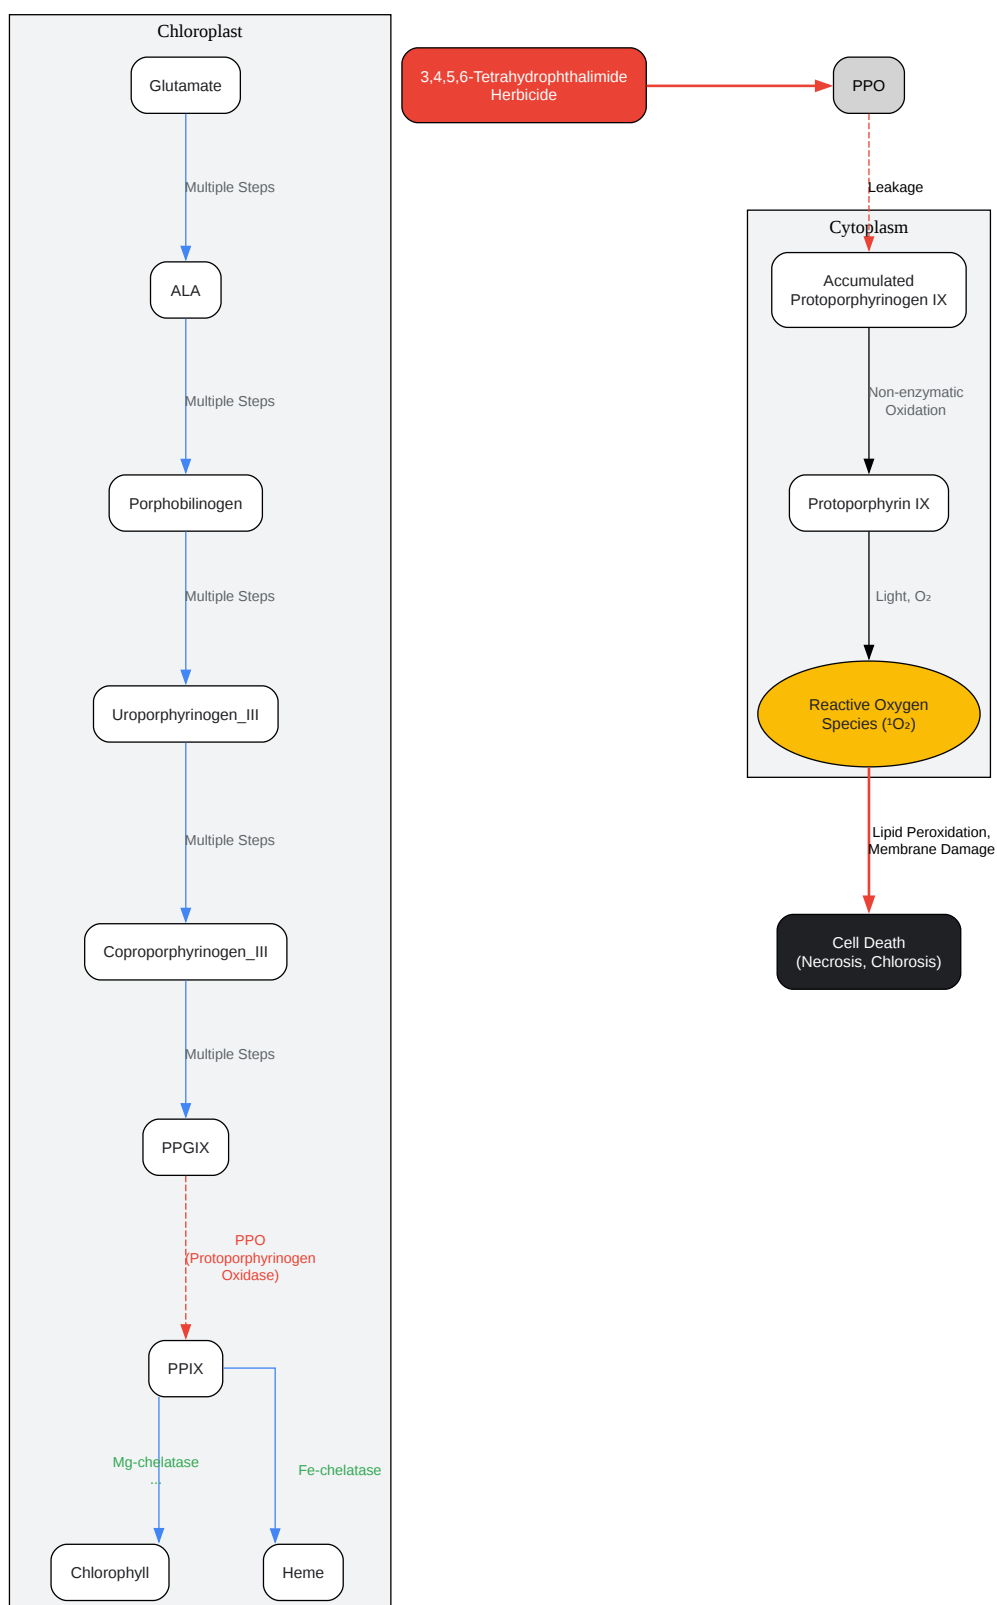 Chloroplast
Glutamate
Multiple Steps
ALA
Multiple Steps
Porphobilinogen
Multiple Steps
Uroporphyrinogen_III
Multiple Steps
Coproporphyrinogen_III
Multiple Steps
PPGIX
PPO
(Protoporphyrinogen
Oxidase)
PPIX
Mg-chelatase
...
Fe-chelatase
Chlorophyll
Heme
3,4,5,6-Tetrahydrophthalimide
Herbicide
PPO
Leakage
Cytoplasm
Accumulated
Protoporphyrinogen IX
Non-enzymatic
Oxidation
Protoporphyrin IX
Light, O₂
Reactive Oxygen
Species (¹O₂)
Lipid Peroxidation,
Membrane Damage
Cell Death
(Necrosis, Chlorosis)